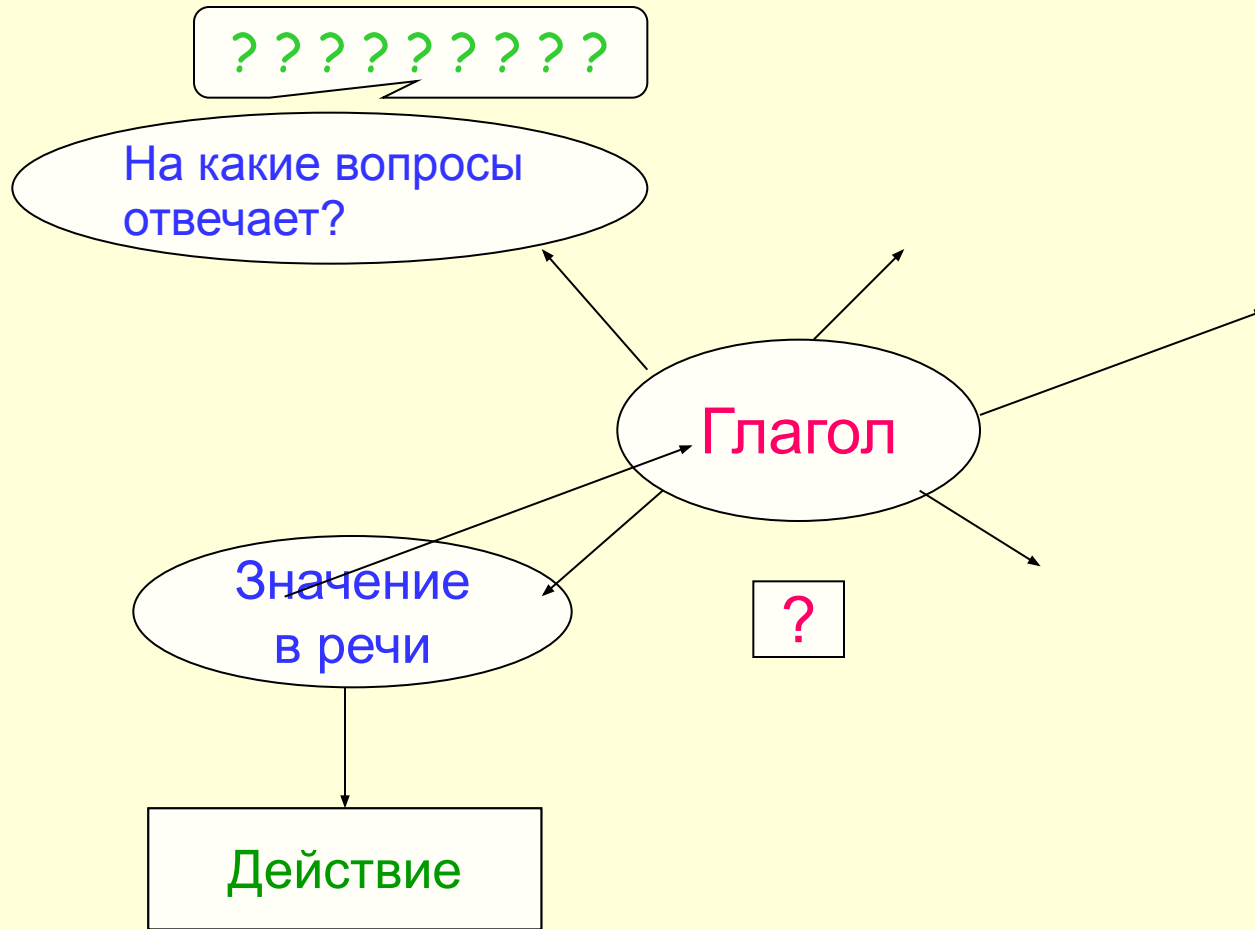 ? ? ? ? ? ? ? ? ?
На какие вопросы
отвечает?
Глагол
Значение
в речи
?
Действие